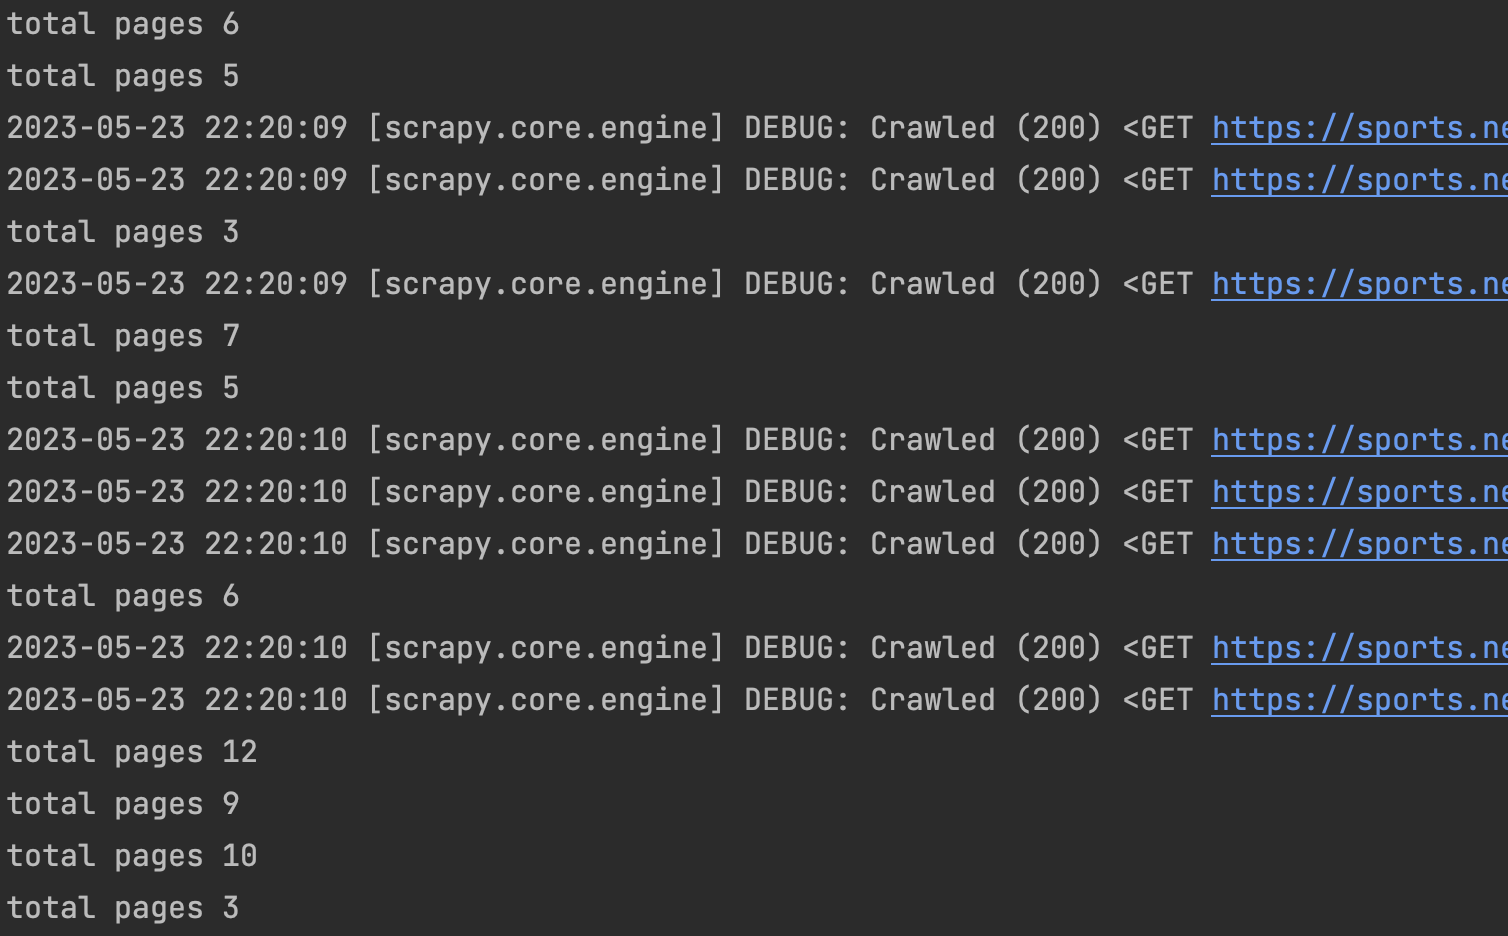 total pages 6
total pages 5
2023-05-23 22:20:09 [scrapy.core.engine] DEBUG: Crawled (200) <GET https://sports.ne
2023-05-23 22:20:09 [scrapy.core.engine] DEBUG: Crawled (200) <GET https://sports.ne
total pages 3
2023-05-23 22:20:09 [scrapy.core.engine] DEBUG: Crawled (200) <GET https://sports.ne
total pages 7
total pages 5
2023-05-23 22:20:10 [scrapy.core.engine] DEBUG: Crawled (200) <GET https://sports.ne
2023-05-23 22:20:10 [scrapy.core.engine] DEBUG: Crawled (200) <GET https://sports.ne
2023-05-23 22:20:10 [scrapy.core.engine] DEBUG: Crawled (200) <GET https://sports.ne
total pages 6
2023-05-23 22:20:10 [scrapy.core.engine] DEBUG: Crawled (200) <GET https://sports.ne
2023-05-23 22:20:10 [scrapy.core.engine] DEBUG: Crawled (200) <GET https://sports.ne
total pages 12
total pages 9
total pages 10
total pages 3